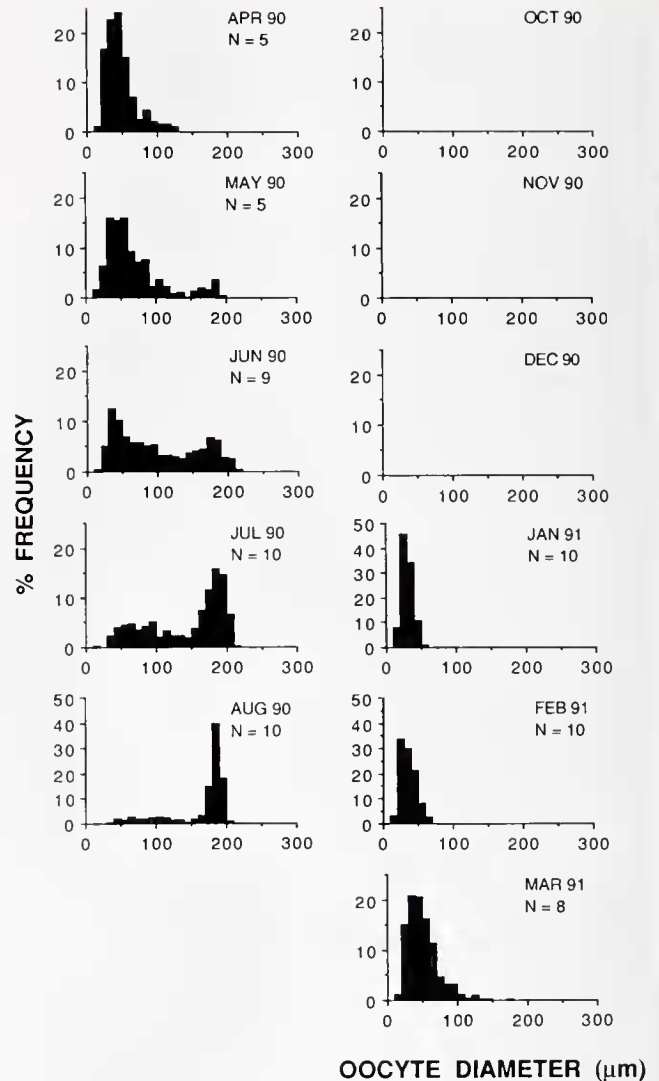 APR 90
N = 5
20
10
0
0 100 200 300
MAY 90
N = 5
20
10
0
0 100 200 300
JUN 90
N = 9
20
10
0
0 100 200 300
JUL 90
N = 10
20
10
0
0 100 200 300
AUG 90
N = 10
50
40
30
20
10
0
0 100 200 300
OCT 90
20
10
0
0 100 200 300
NOV 90
20
10
0
0 100 200 300
DEC 90
20
10
0
0 100 200 300
JAN 91
N = 10
50
40
30
20
10
0
0 100 200 300
FEB 91
N = 10
50
40
30
20
10
0
0 100 200 300
MAR 91
N = 8
20
10
0
0 100 200 300
% FREQUENCY
OOCYTE DIAMETER (µm)